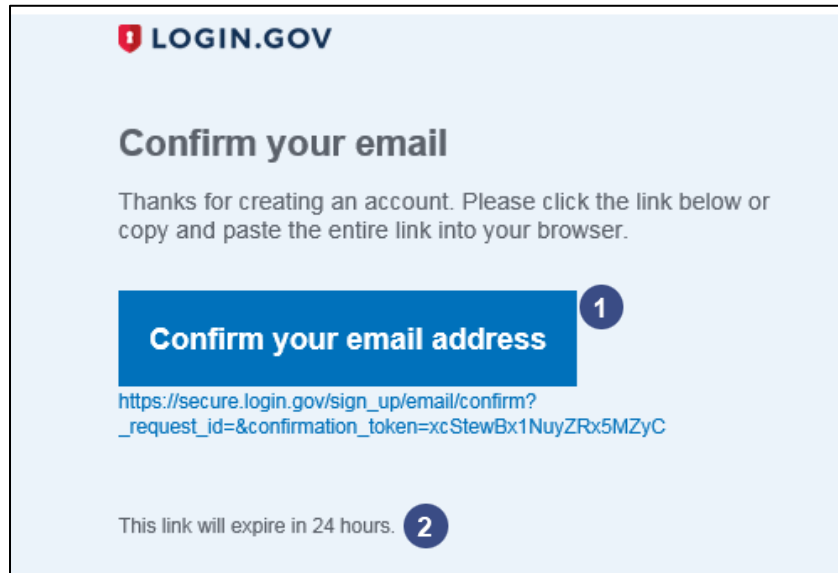 LOGIN.GOV
Confirm your email
Thanks for creating an account. Please click the link below or
copy and paste the entire link into your browser.
Confirm your email address
1
https://secure.login.gov/sign_up/email/confirm?
_request_id=&confirmation_token=xcStewBx1NuyZRx5MZyC
This link will expire in 24 hours.
2